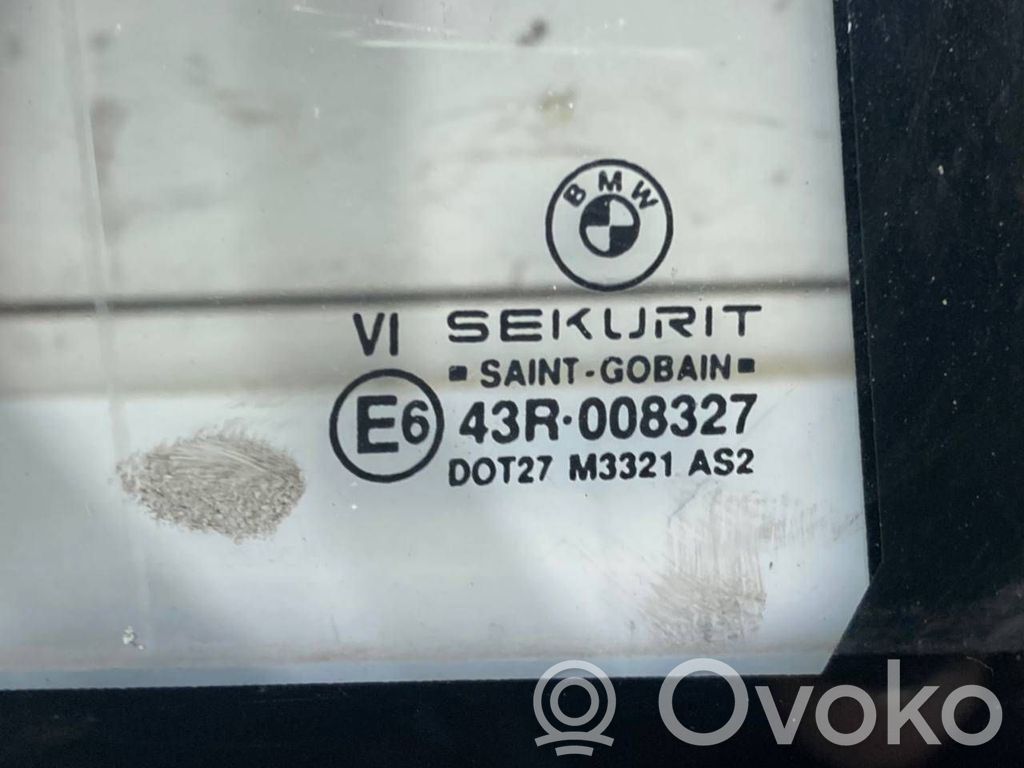 BMW
VI SEKURIT
SAINT-GOBAIN
E6 43R·008327
DOT27 M3321 AS2
Ovoko